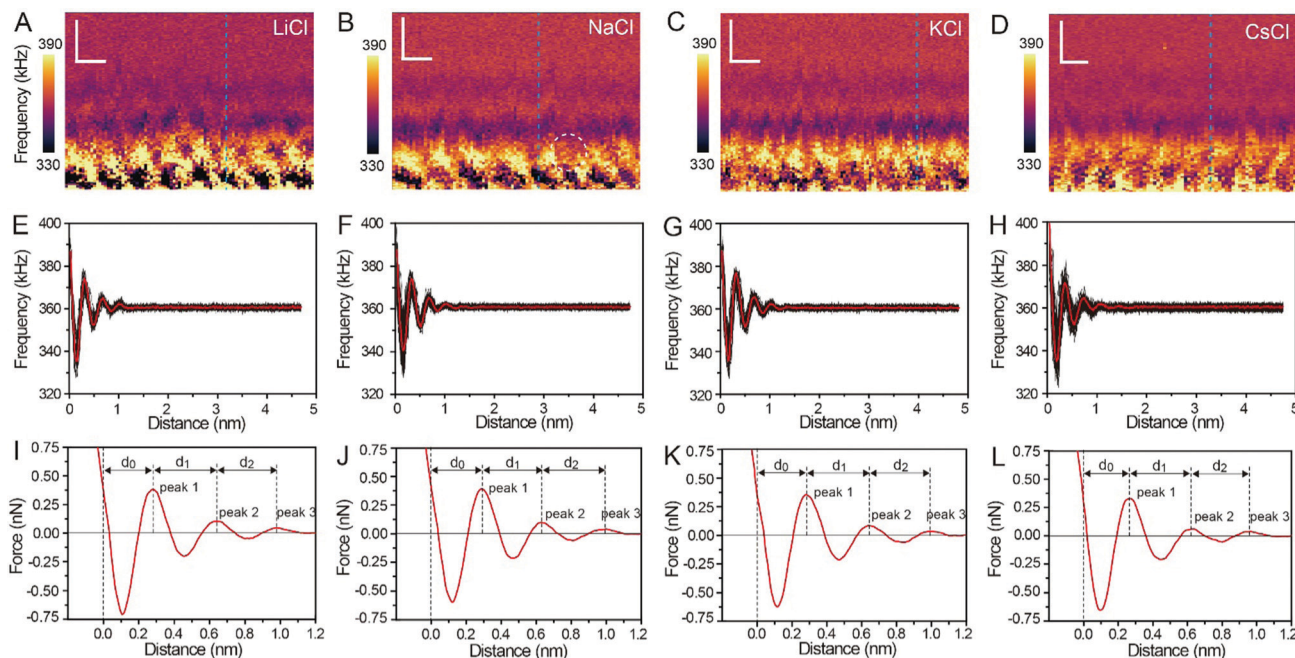 A LiCl
B NaCl
C KCl
D CsCl
Frequency (kHz)
390
330
390
330
390
330
390
330
E
F
G
H
Frequency (kHz)
400
380
360
340
320
0 1 2 3 4 5
Distance (nm)
Frequency (kHz)
400
380
360
340
320
0 1 2 3 4 5
Distance (nm)
Frequency (kHz)
400
380
360
340
320
0 1 2 3 4 5
Distance (nm)
Frequency (kHz)
400
380
360
340
320
0 1 2 3 4 5
Distance (nm)
I
J
K
L
Force (nN)
0.75
0.50
0.25
0.00
-0.25
-0.50
-0.75
d0 d1 d2
peak 1
peak 2 peak 3
0.0 0.2 0.4 0.6 0.8 1.0 1.2
Distance (nm)
Force (nN)
0.75
0.50
0.25
0.00
-0.25
-0.50
-0.75
d0 d1 d2
peak 1
peak 2 peak 3
0.0 0.2 0.4 0.6 0.8 1.0 1.2
Distance (nm)
Force (nN)
0.75
0.50
0.25
0.00
-0.25
-0.50
-0.75
d0 d1 d2
peak 1
peak 2 peak 3
0.0 0.2 0.4 0.6 0.8 1.0 1.2
Distance (nm)
Force (nN)
0.75
0.50
0.25
0.00
-0.25
-0.50
-0.75
d0 d1 d2
peak 1
peak 2 peak 3
0.0 0.2 0.4 0.6 0.8 1.0 1.2
Distance (nm)